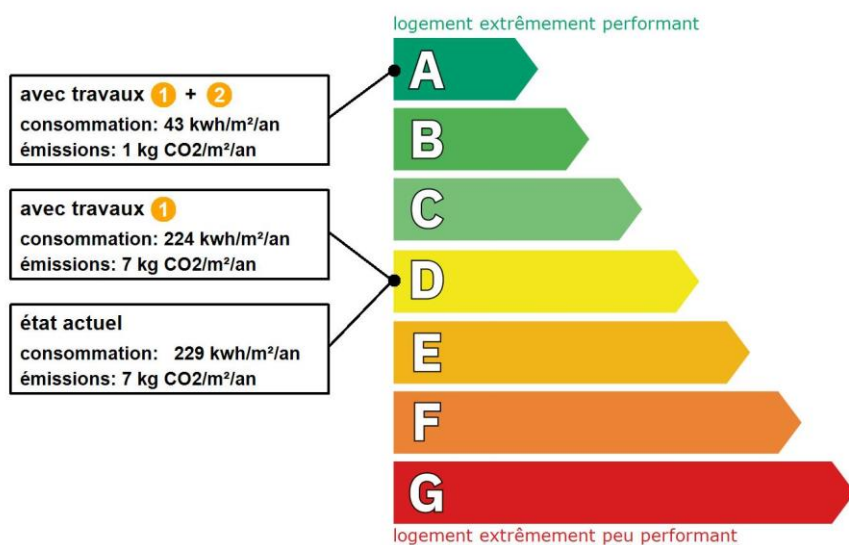 logement extrêmement performant
avec travaux 1 + 2
consommation: 43 kwh/m²/an
émissions: 1 kg CO2/m²/an
avec travaux 1
consommation: 224 kwh/m²/an
émissions: 7 kg CO2/m²/an
état actuel
consommation: 229 kwh/m²/an
émissions: 7 kg CO2/m²/an
A
B
C
D
E
F
G
logement extrêmement peu performant